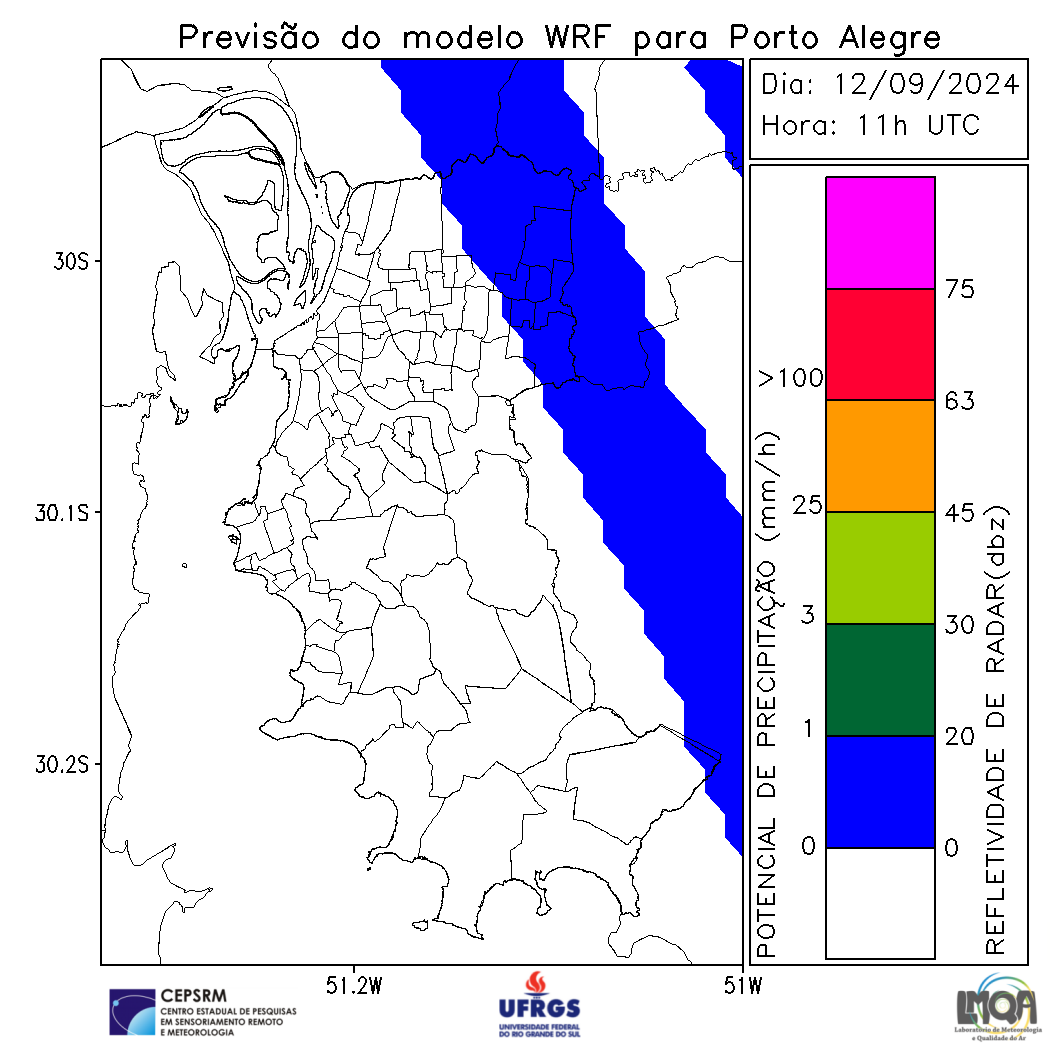 Previsão do modelo WRF para Porto Alegre
Dia: 12/09/2024
Hora: 11h UTC
30S
30.1S
30.2S
51.2W
51W
POTENCIAL DE PRECIPITAÇÃO (mm/h)
>100
25
3
1
0
75
63
45
30
20
0
REFLETIVIDADE DE RADAR(dbz)
CEPSRM
CENTRO ESTADUAL DE PESQUISAS
EM SENSORIAMENTO REMOTO
E METEOROLOGIA
UFRGS
UNIVERSIDADE FEDERAL
DO RIO GRANDE DO SUL
LMQA
Laboratório de Meteorologia
e Qualidade do Ar